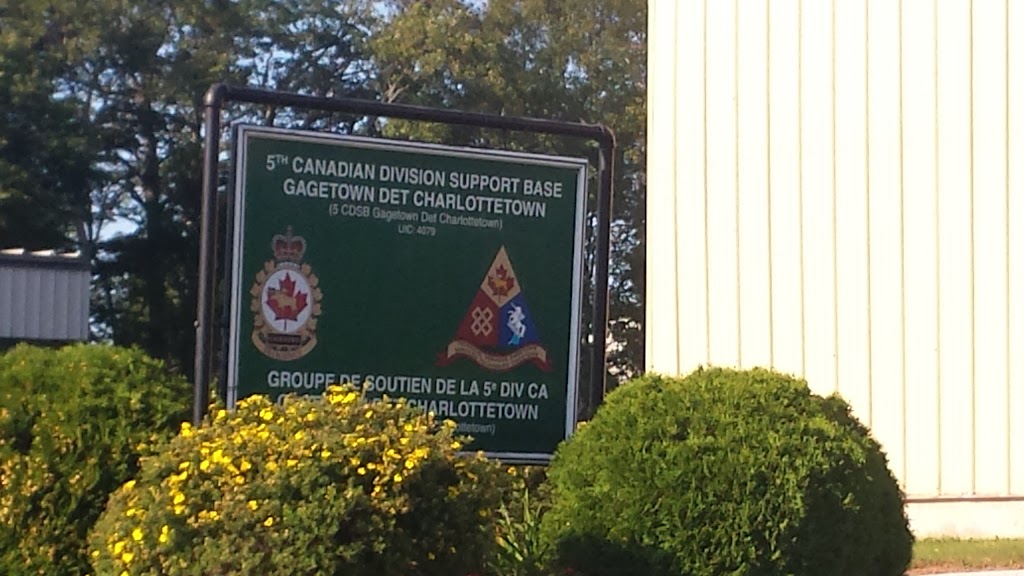 5TH CANADIAN DIVISION SUPPORT BASE
GAGETOWN DET CHARLOTTETOWN
(5 CDSB Gagetown Det Charlottetown)
UIC: 4079
GROUPE DE SOUTIEN DE LA 5e DIV CA
CHARLOTTETOWN